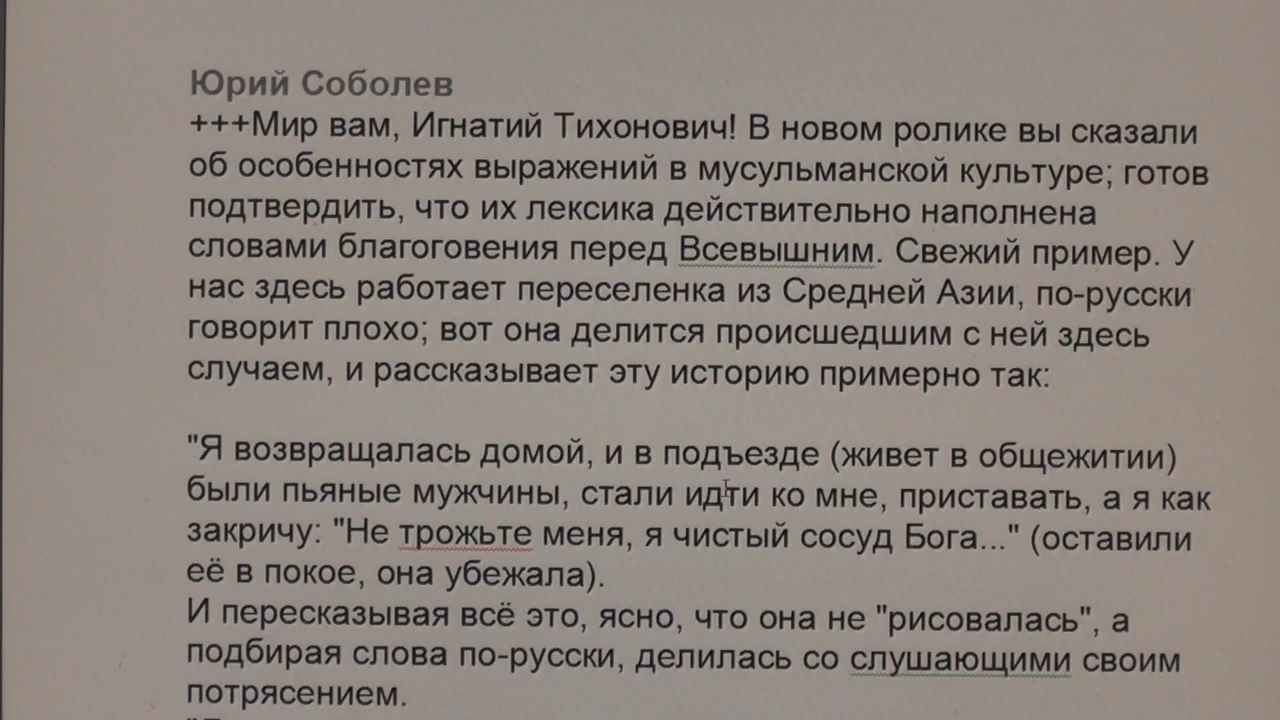 Юрий Соболев
+++Мир вам, Игнатий Тихонович! В новом ролике вы сказали
об особенностях выражений в мусульманской культуре; готов
подтвердить, что их лексика действительно наполнена
словами благоговения перед Всевышним. Свежий пример. У
нас здесь работает переселенка из Средней Азии, по-русски
говорит плохо; вот она делится происшедшим с ней здесь
случаем, и рассказывает эту историю примерно так:
"Я возвращалась домой, и в подъезде (живет в общежитии)
были пьяные мужчины, стали идти ко мне, приставать, а я как
закричу: "Не трожьте меня, я чистый сосуд Бога..." (оставили
её в покое, она убежала).
И пересказывая всё это, ясно, что она не "рисовалась", а
подбирая слова по-русски, делилась со слушающими своим
потрясением.